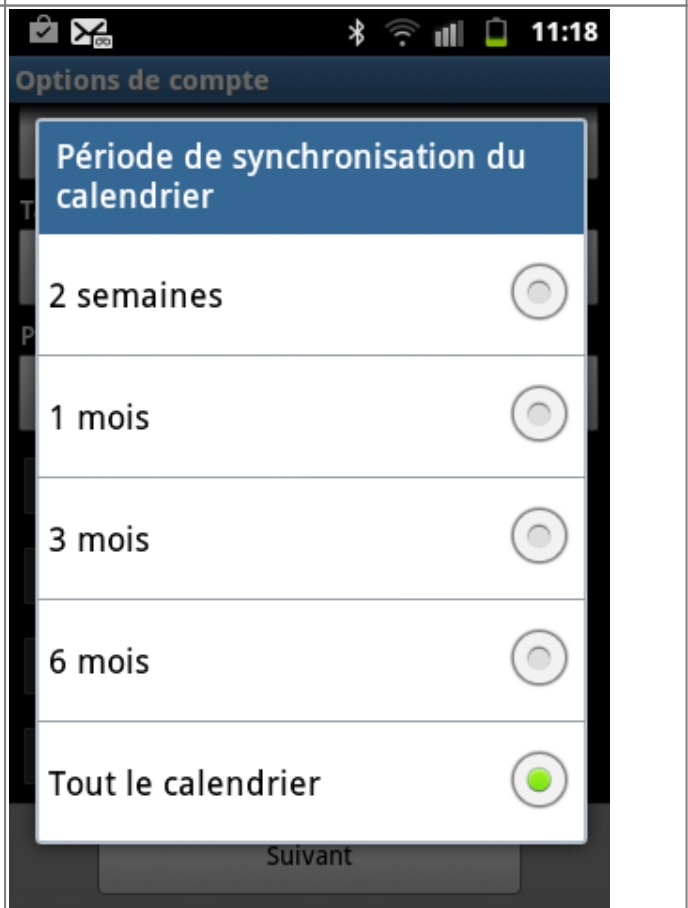 11:18
Options de compte
Période de synchronisation du
calendrier
T
2 semaines
P
1 mois
3 mois
6 mois
Tout le calendrier
Suivant